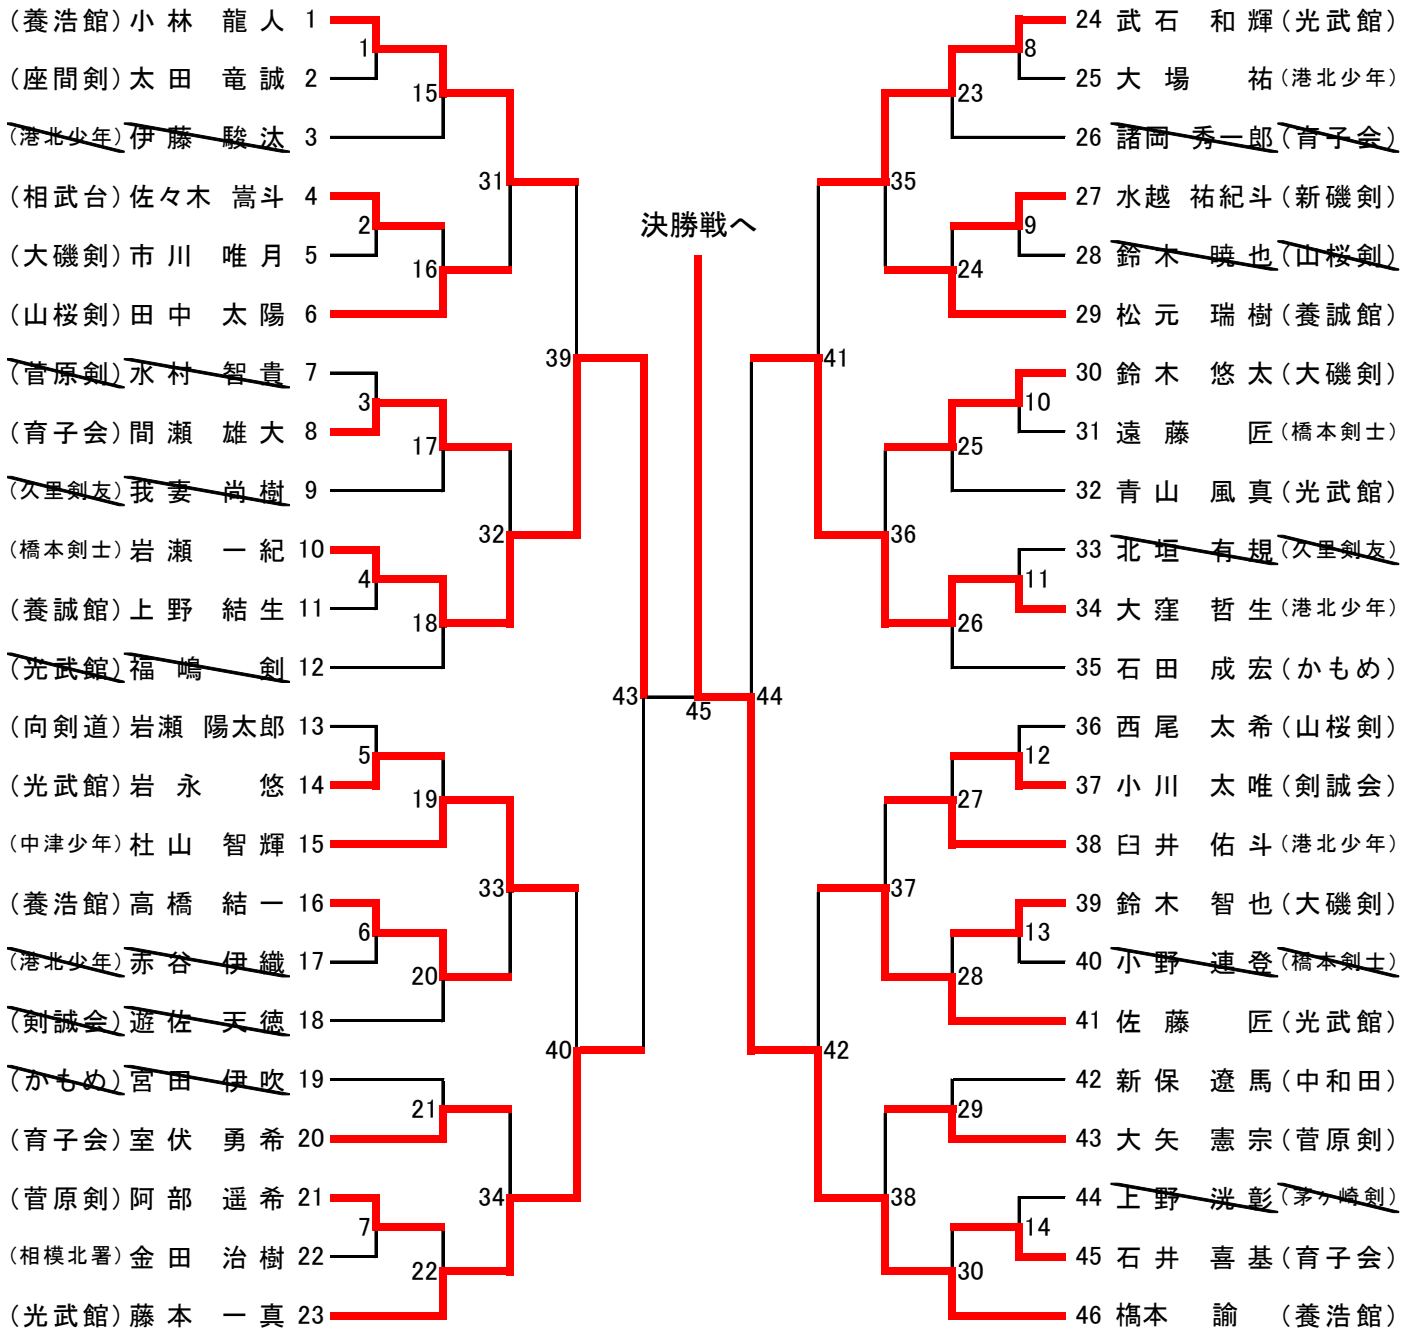 (養浩館) 小林 龍人 1
(座間剣) 太田 竜誠 2
(港北少年) 伊藤 駿汰 3
(相武台) 佐々木 嵩斗 4
(大磯剣) 市川 唯月 5
(山桜剣) 田中 太陽 6
(菅原剣) 水村 智貴 7
(育子会) 間瀬 雄大 8
(久里剣友) 我妻 尚樹 9
(橋本剣士) 岩瀬 一紀 10
(養誠館) 上野 結生 11
(光武館) 福嶋 剣 12
(向剣道) 岩瀬 陽太郎 13
(光武館) 岩永 悠 14
(中津少年) 杜山 智輝 15
(養浩館) 高橋 結一 16
(港北少年) 赤谷 伊織 17
(剣誠会) 遊佐 天徳 18
(かもめ) 宮田 伊吹 19
(育子会) 室伏 勇希 20
(菅原剣) 阿部 遥希 21
(相模北署) 金田 治樹 22
(光武館) 藤本 一真 23
1
2
3
4
5
6
7
15
16
17
18
19
20
21
22
31
32
33
34
39
40
43
決勝戦へ
45
44
41
42
35
36
37
38
23
24
25
26
27
28
29
30
8
9
10
11
12
13
14
24 武石 和輝 (光武館)
25 大場 祐 (港北少年)
26 諸岡 秀一郎 (育子会)
27 水越 祐紀斗 (新磯剣)
28 鈴木 暁也 (山桜剣)
29 松元 瑞樹 (養誠館)
30 鈴木 悠太 (大磯剣)
31 遠藤 匠 (橋本剣士)
32 青山 風真 (光武館)
33 北垣 有規 (久里剣友)
34 大窪 哲生 (港北少年)
35 石田 成宏 (かもめ)
36 西尾 太希 (山桜剣)
37 小川 太唯 (剣誠会)
38 臼井 佑斗 (港北少年)
39 鈴木 智也 (大磯剣)
40 小野 連登 (橋本剣士)
41 佐藤 匠 (光武館)
42 新保 遼馬 (中和田)
43 大矢 憲宗 (菅原剣)
44 上野 洸彰 (茅ケ崎剣)
45 石井 喜基 (育子会)
46 槗本 諭 (養浩館)